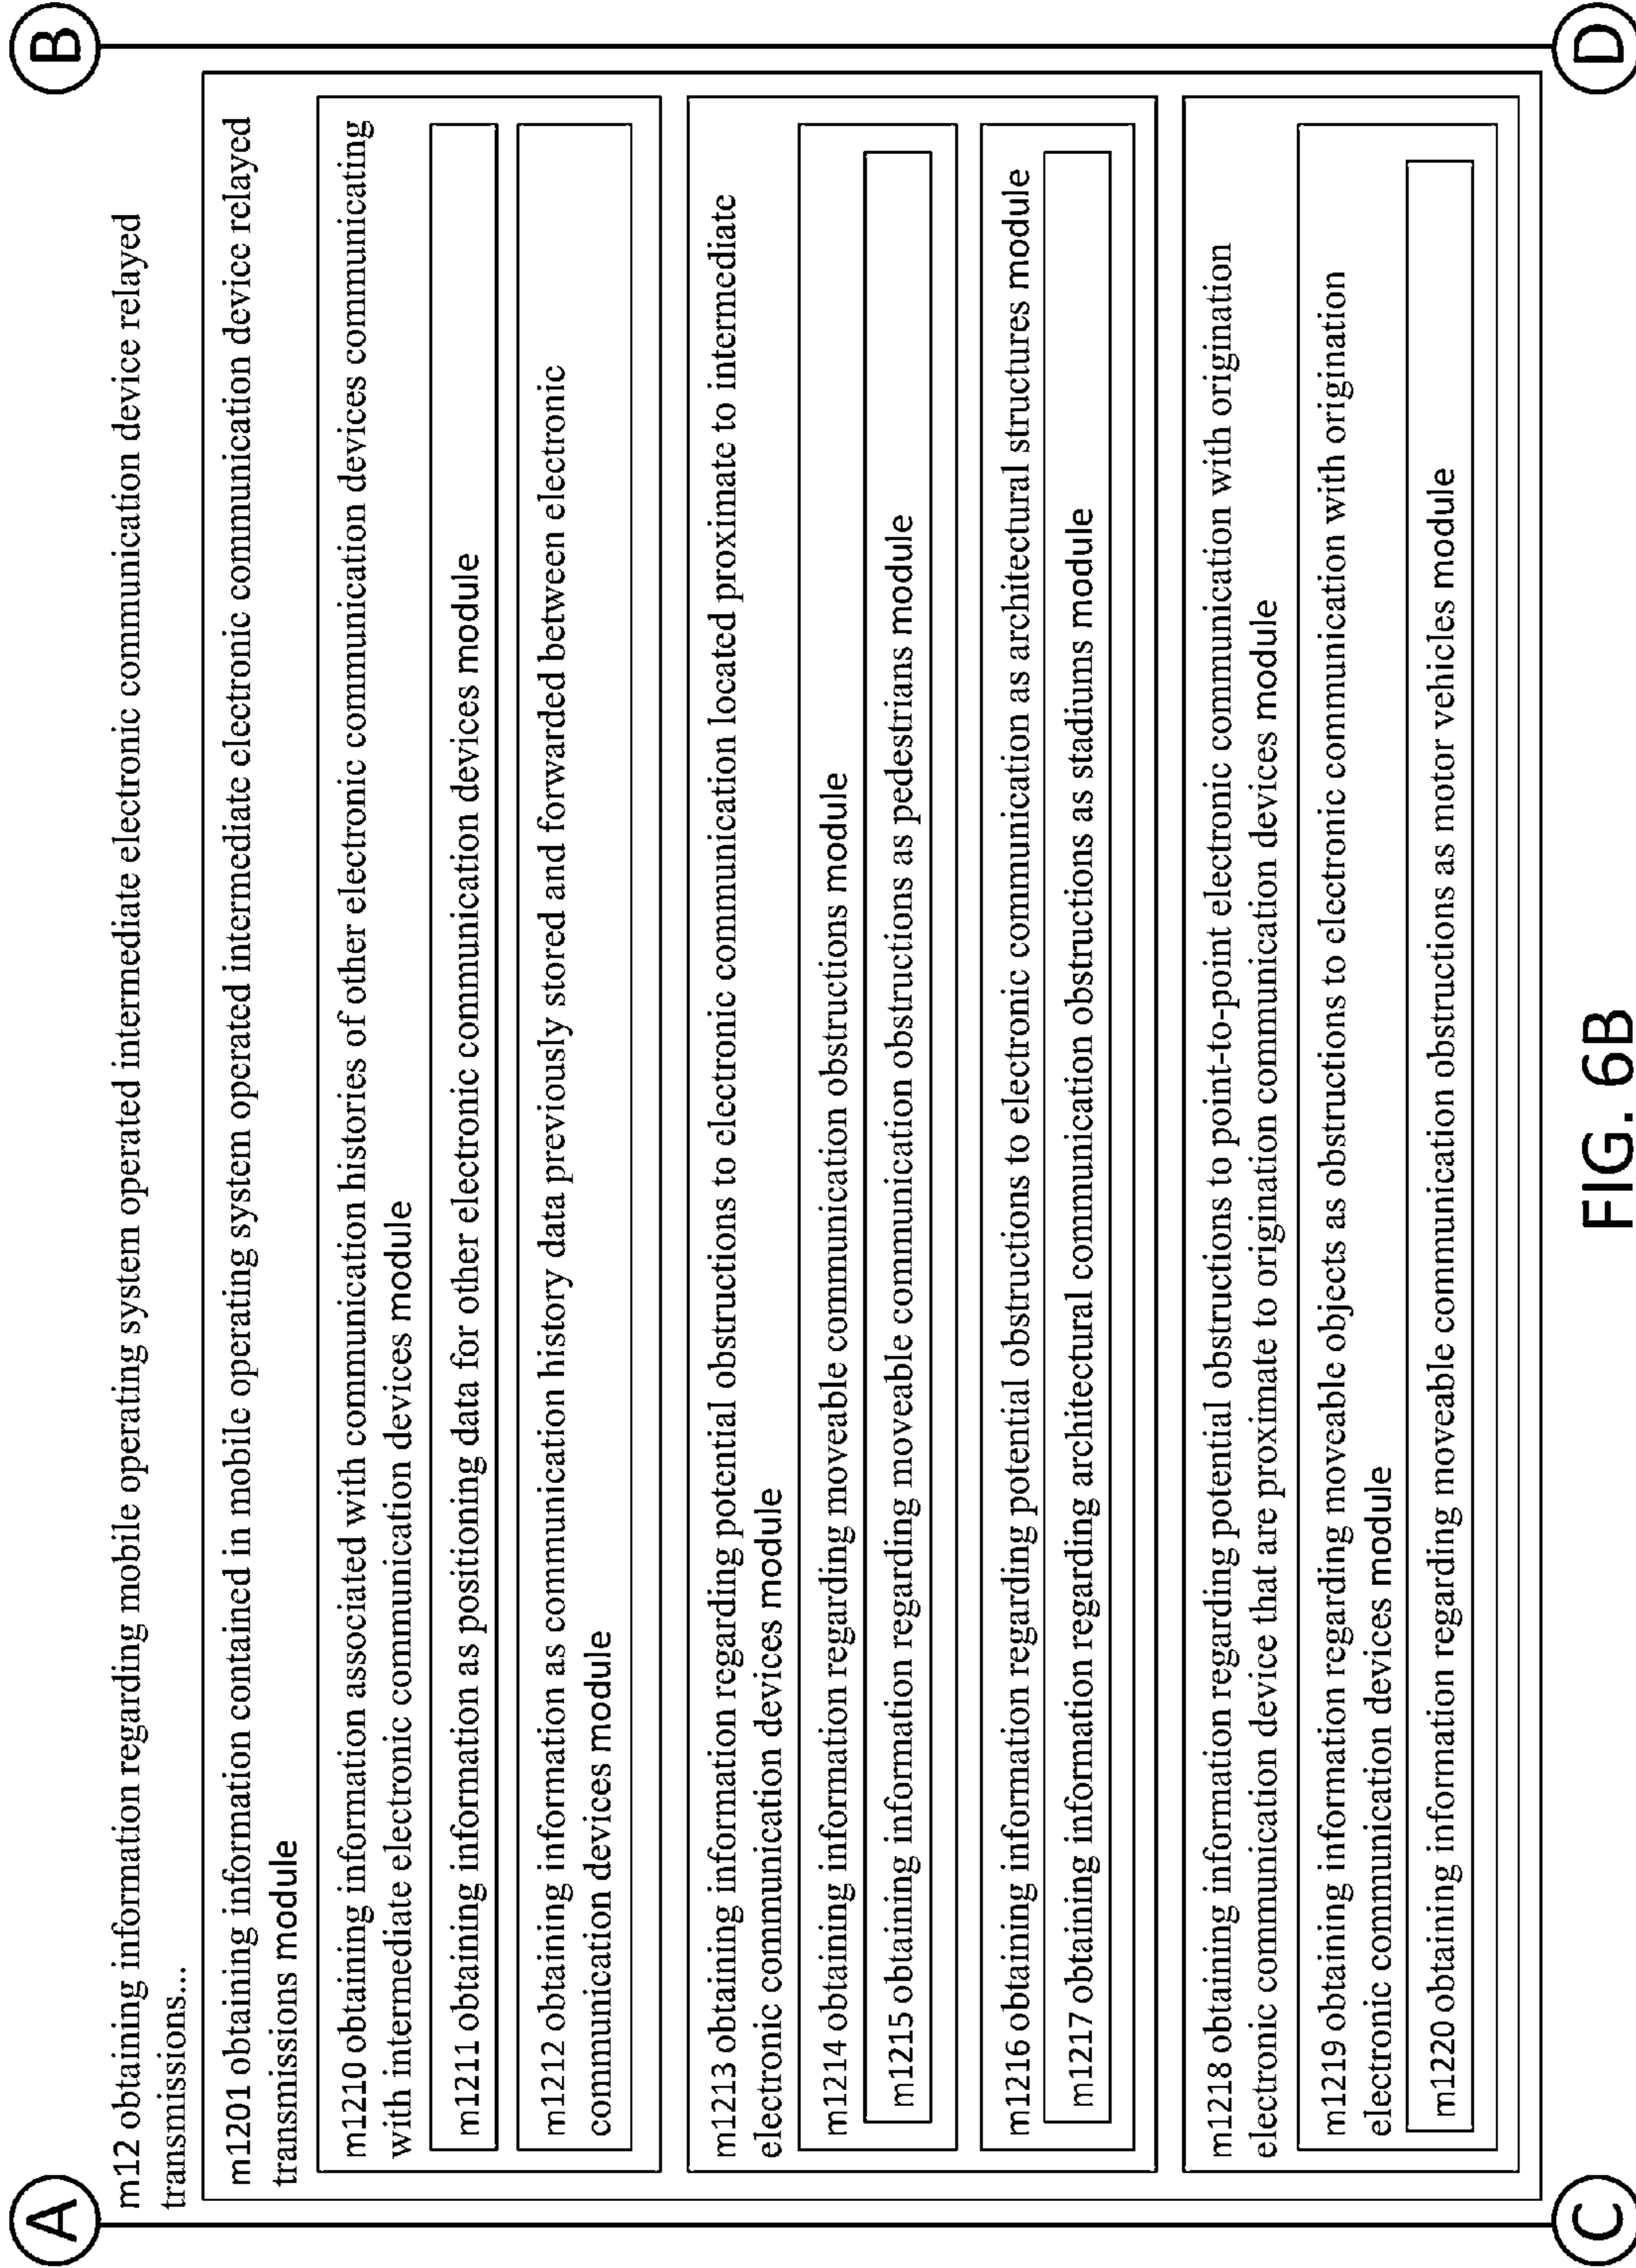 A
B
m12 obtaining information regarding mobile operating system operated intermediate electronic communication device relayed
transmissions...
m1201 obtaining information contained in mobile operating system operated intermediate electronic communication device relayed
transmissions module
m1210 obtaining information associated with communication histories of other electronic communication devices communicating
with intermediate electronic communication devices module
m1211 obtaining information as positioning data for other electronic communication devices module
m1212 obtaining information as communication history data previously stored and forwarded between electronic
communication devices module
m1213 obtaining information regarding potential obstructions to electronic communication located proximate to intermediate
electronic communication devices module
m1214 obtaining information regarding moveable communication obstructions module
m1215 obtaining information regarding moveable communication obstructions as pedestrians module
m1216 obtaining information regarding potential obstructions to electronic communication as architectural structures module
m1217 obtaining information regarding architectural communication obstructions as stadiums module
m1218 obtaining information regarding potential obstructions to point-to-point electronic communication with origination
electronic communication device that are proximate to origination communication devices module
m1219 obtaining information regarding moveable objects as obstructions to electronic communication with origination
electronic communication devices module
m1220 obtaining information regarding moveable communication obstructions as motor vehicles module
C
D
FIG. 6B